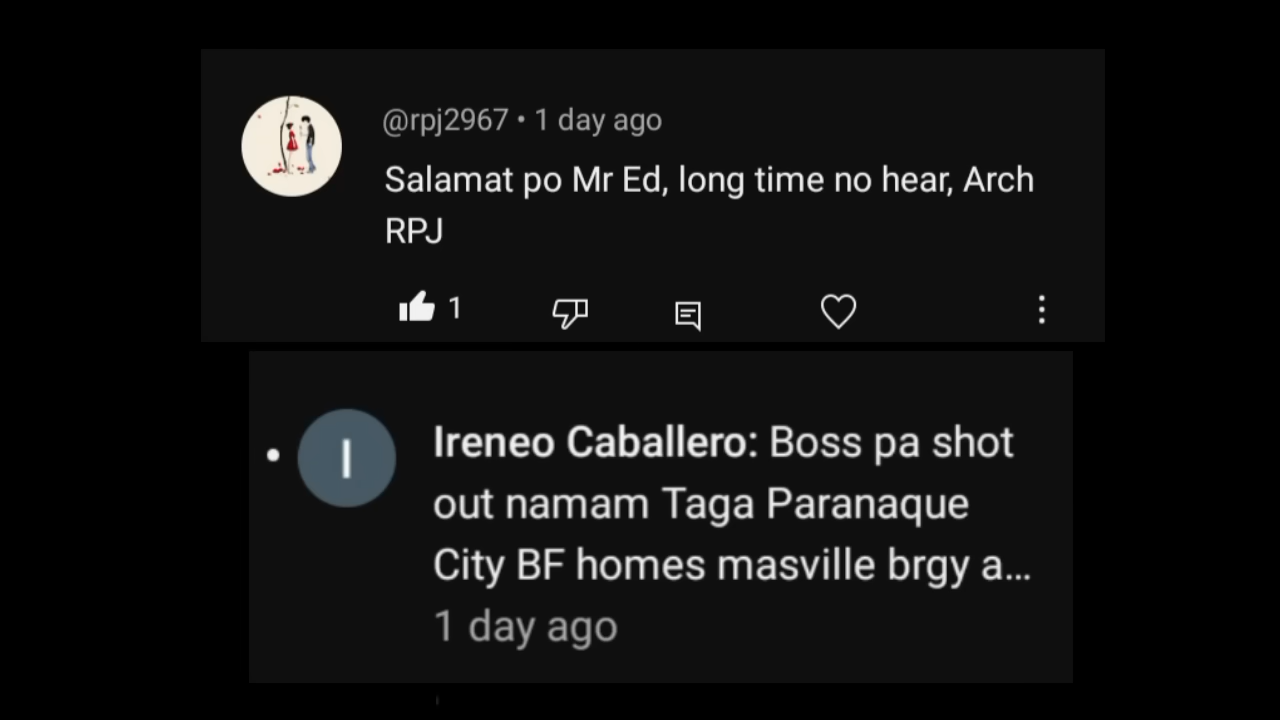 @rpj2967 • 1 day ago
Salamat po Mr Ed, long time no hear, Arch
RPJ
1
I
Ireneo Caballero: Boss pa shot
out namam Taga Paranaque
City BF homes masville brgy a...
1 day ago